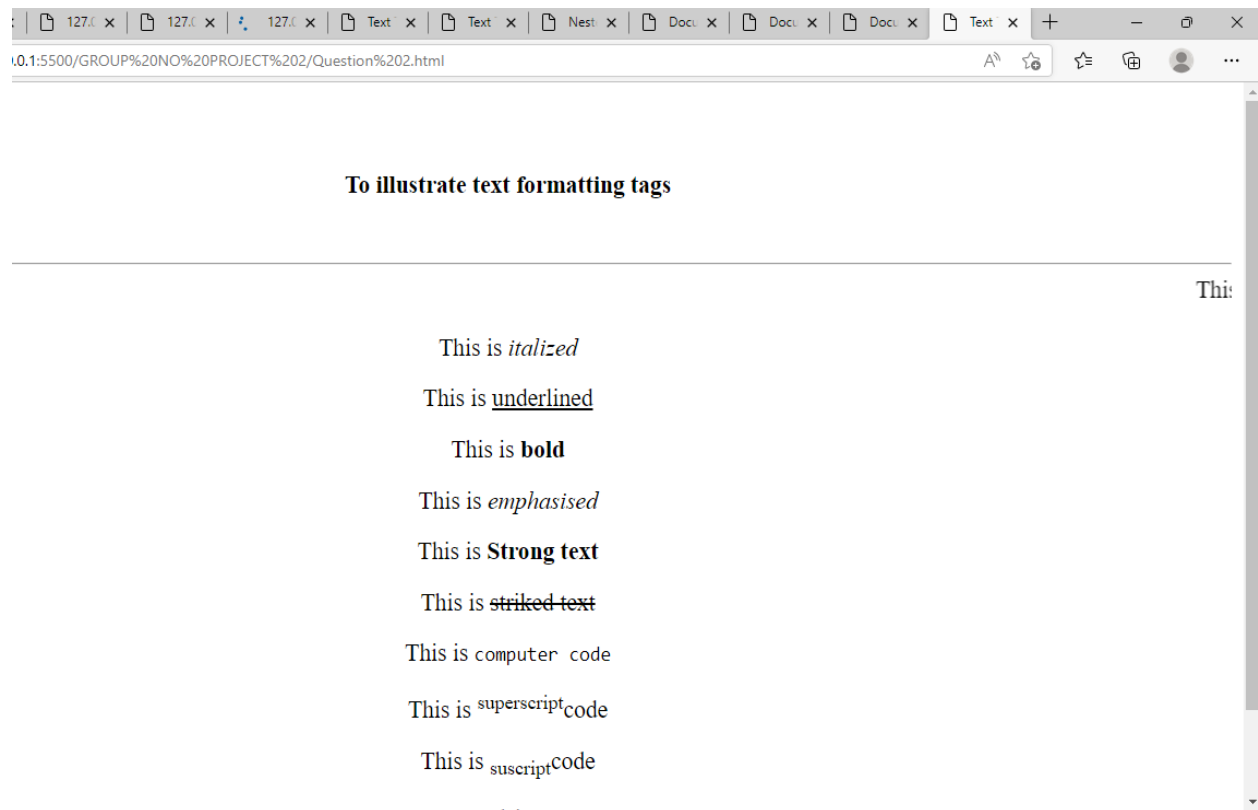 127.0
127.0
127.0
Text
Text
Nest
Docu
Docu
Docu
Text
.0.1:5500/GROUP%20NO%20PROJECT%202/Question%202.html
To illustrate text formatting tags
This
This is italized
This is underlined
This is bold
This is emphasised
This is Strong text
This is striked text
This is computer code
This is superscriptcode
This is suscriptcode